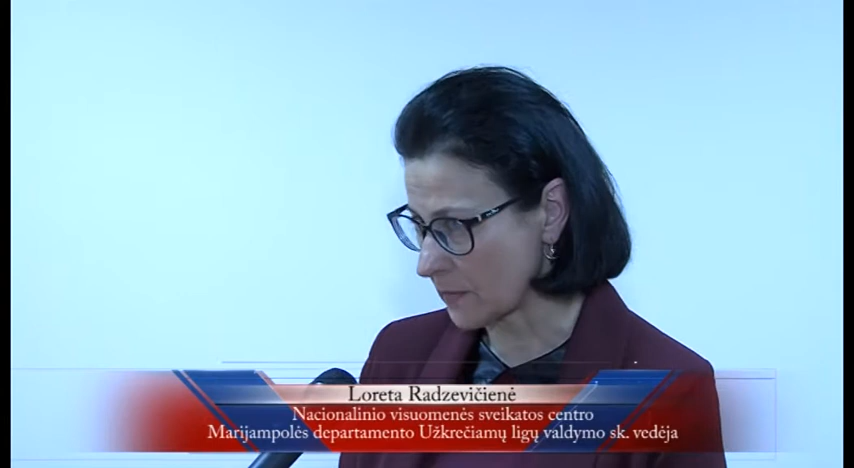 Loreta Radzevičienė
Nacionalinio visuomenės sveikatos centro
Marijampolės departamento Užkrečiamų ligų valdymo sk. vedėja